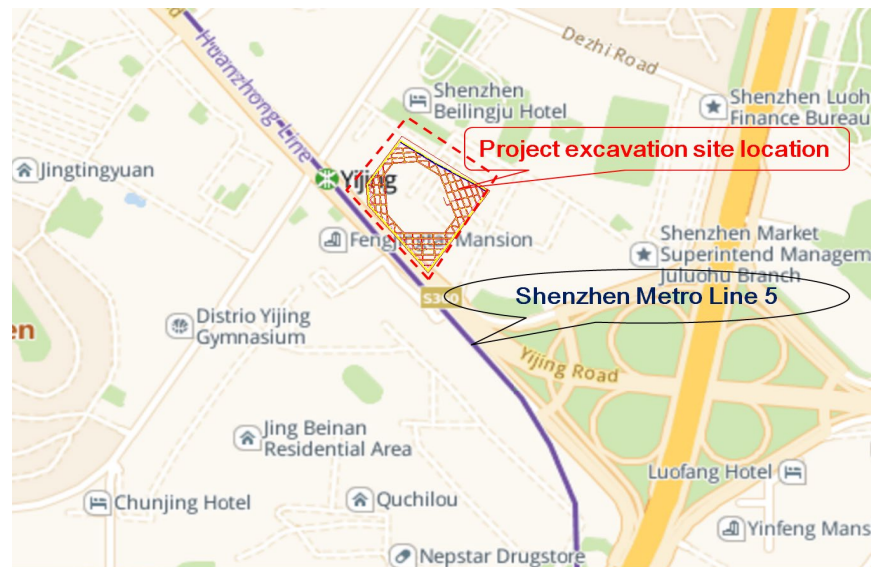 Dezhi Road
Huanzhong Line
Shenzhen
Beilingju Hotel
Shenzhen Luoh
Finance Bureau
Project excavation site location
Jingtingyuan
Yijing
Mansion
Shenzhen Market
Superintend Managem
Juluohu Branch
Shenzhen Metro Line 5
Distrio Yijing
Gymnasium
en
Yijing Road
Jing Beinan
Residential Area
Luofang Hotel
Chunjing Hotel
Quchilou
Yinfeng Mans
Nepstar Drugstore